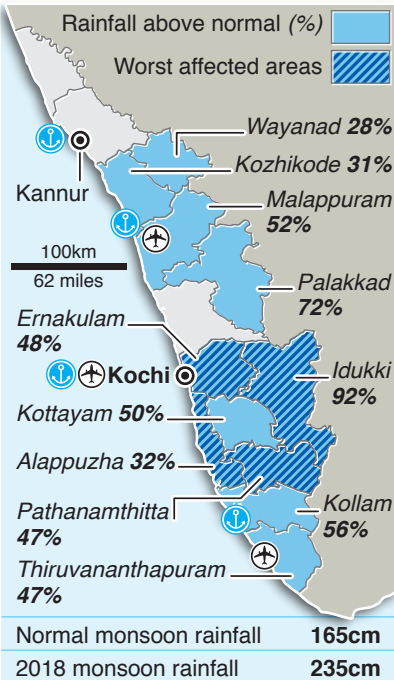 Rainfall above normal (%)
Worst affected areas
Wayanad 28%
Kozhikode 31%
Kannur
Malappuram
52%
100km
62 miles
Palakkad
72%
Ernakulam
48%
Kochi
Idukki
92%
Kottayam 50%
Alappuzha 32%
Pathanamthitta
47%
Kollam
56%
Thiruvananthapuram
47%
Normal monsoon rainfall 165cm
2018 monsoon rainfall 235cm